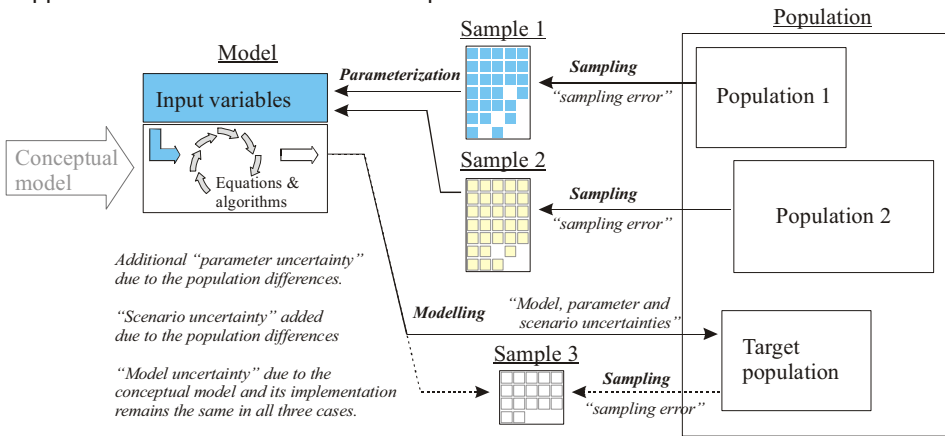 Population
Sample 1
Model
Parameterization
Sampling
"sampling error"
Population 1
Input variables
Conceptual
model
Equations &
algorithms
Sample 2
Sampling
"sampling error"
Population 2
Additional "parameter uncertainty"
due to the population differences.
"Scenario uncertainty" added
due to the population differences
"Model uncertainty" due to the
conceptual model and its implementation
remains the same in all three cases.
Modelling
"Model, parameter and
scenario uncertainties"
Sample 3
Sampling
"sampling error"
Target
population